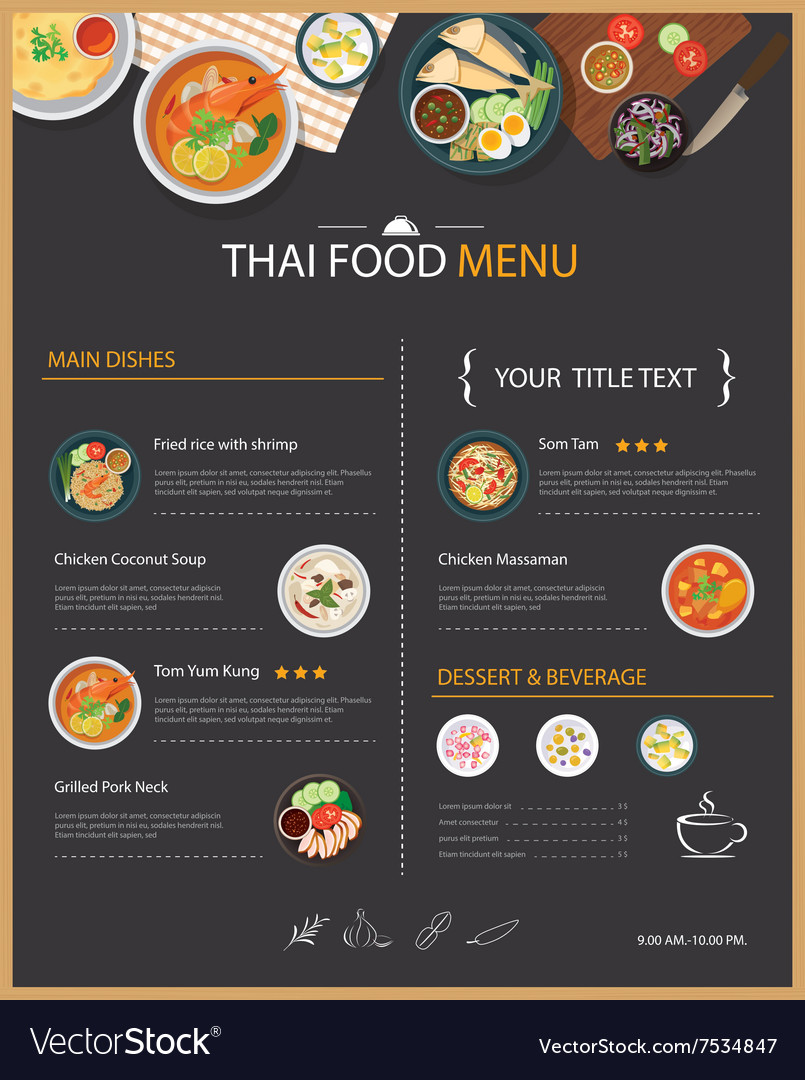 THAI FOOD MENU
MAIN DISHES
Fried rice with shrimp
Lorem ipsum dolor sit amet, consectetur adipiscing elit. Phasellus
purus elit, pretium in nisi eu, sodales hendrerit nisl. Etiam
tincidunt elit sapien, sed volutpat neque dignissim et.
Chicken Coconut Soup
Lorem ipsum dolor sit amet, consectetur adipiscin
purus elit, pretium in nisi eu, sodales hendrerit nisl.
Etiam tincidunt elit sapien, sed
Tom Yum Kung
Lorem ipsum dolor sit amet, consectetur adipiscing elit. Phasellus
purus elit, pretium in nisi eu, sodales hendrerit nisl. Etiam
tincidunt elit sapien, sed volutpat neque dignissim et.
Grilled Pork Neck
Lorem ipsum dolor sit amet, consectetur adipiscin
purus elit, pretium in nisi eu, sodales hendrerit nisl.
Etiam tincidunt elit sapien, sed
{ YOUR TITLE TEXT }
Som Tam
Lorem ipsum dolor sit amet, consectetur adipiscing elit. Phasellus
purus elit, pretium in nisi eu, sodales hendrerit nisl. Etiam
tincidunt elit sapien, sed volutpat neque dignissim et.
Chicken Massaman
Lorem ipsum dolor sit amet, consectetur adipiscin
purus elit, pretium in nisi eu, sodales hendrerit nisl.
Etiam tincidunt elit sapien, sed
DESSERT & BEVERAGE
Lorem ipsum dolor sit 3 $
Amet consectetur 4 $
purus elit pretium 3 $
Etiam tincidunt elit sapien 5 $
9.00 AM.-10.00 PM.
VectorStock®
VectorStock.com/7534847